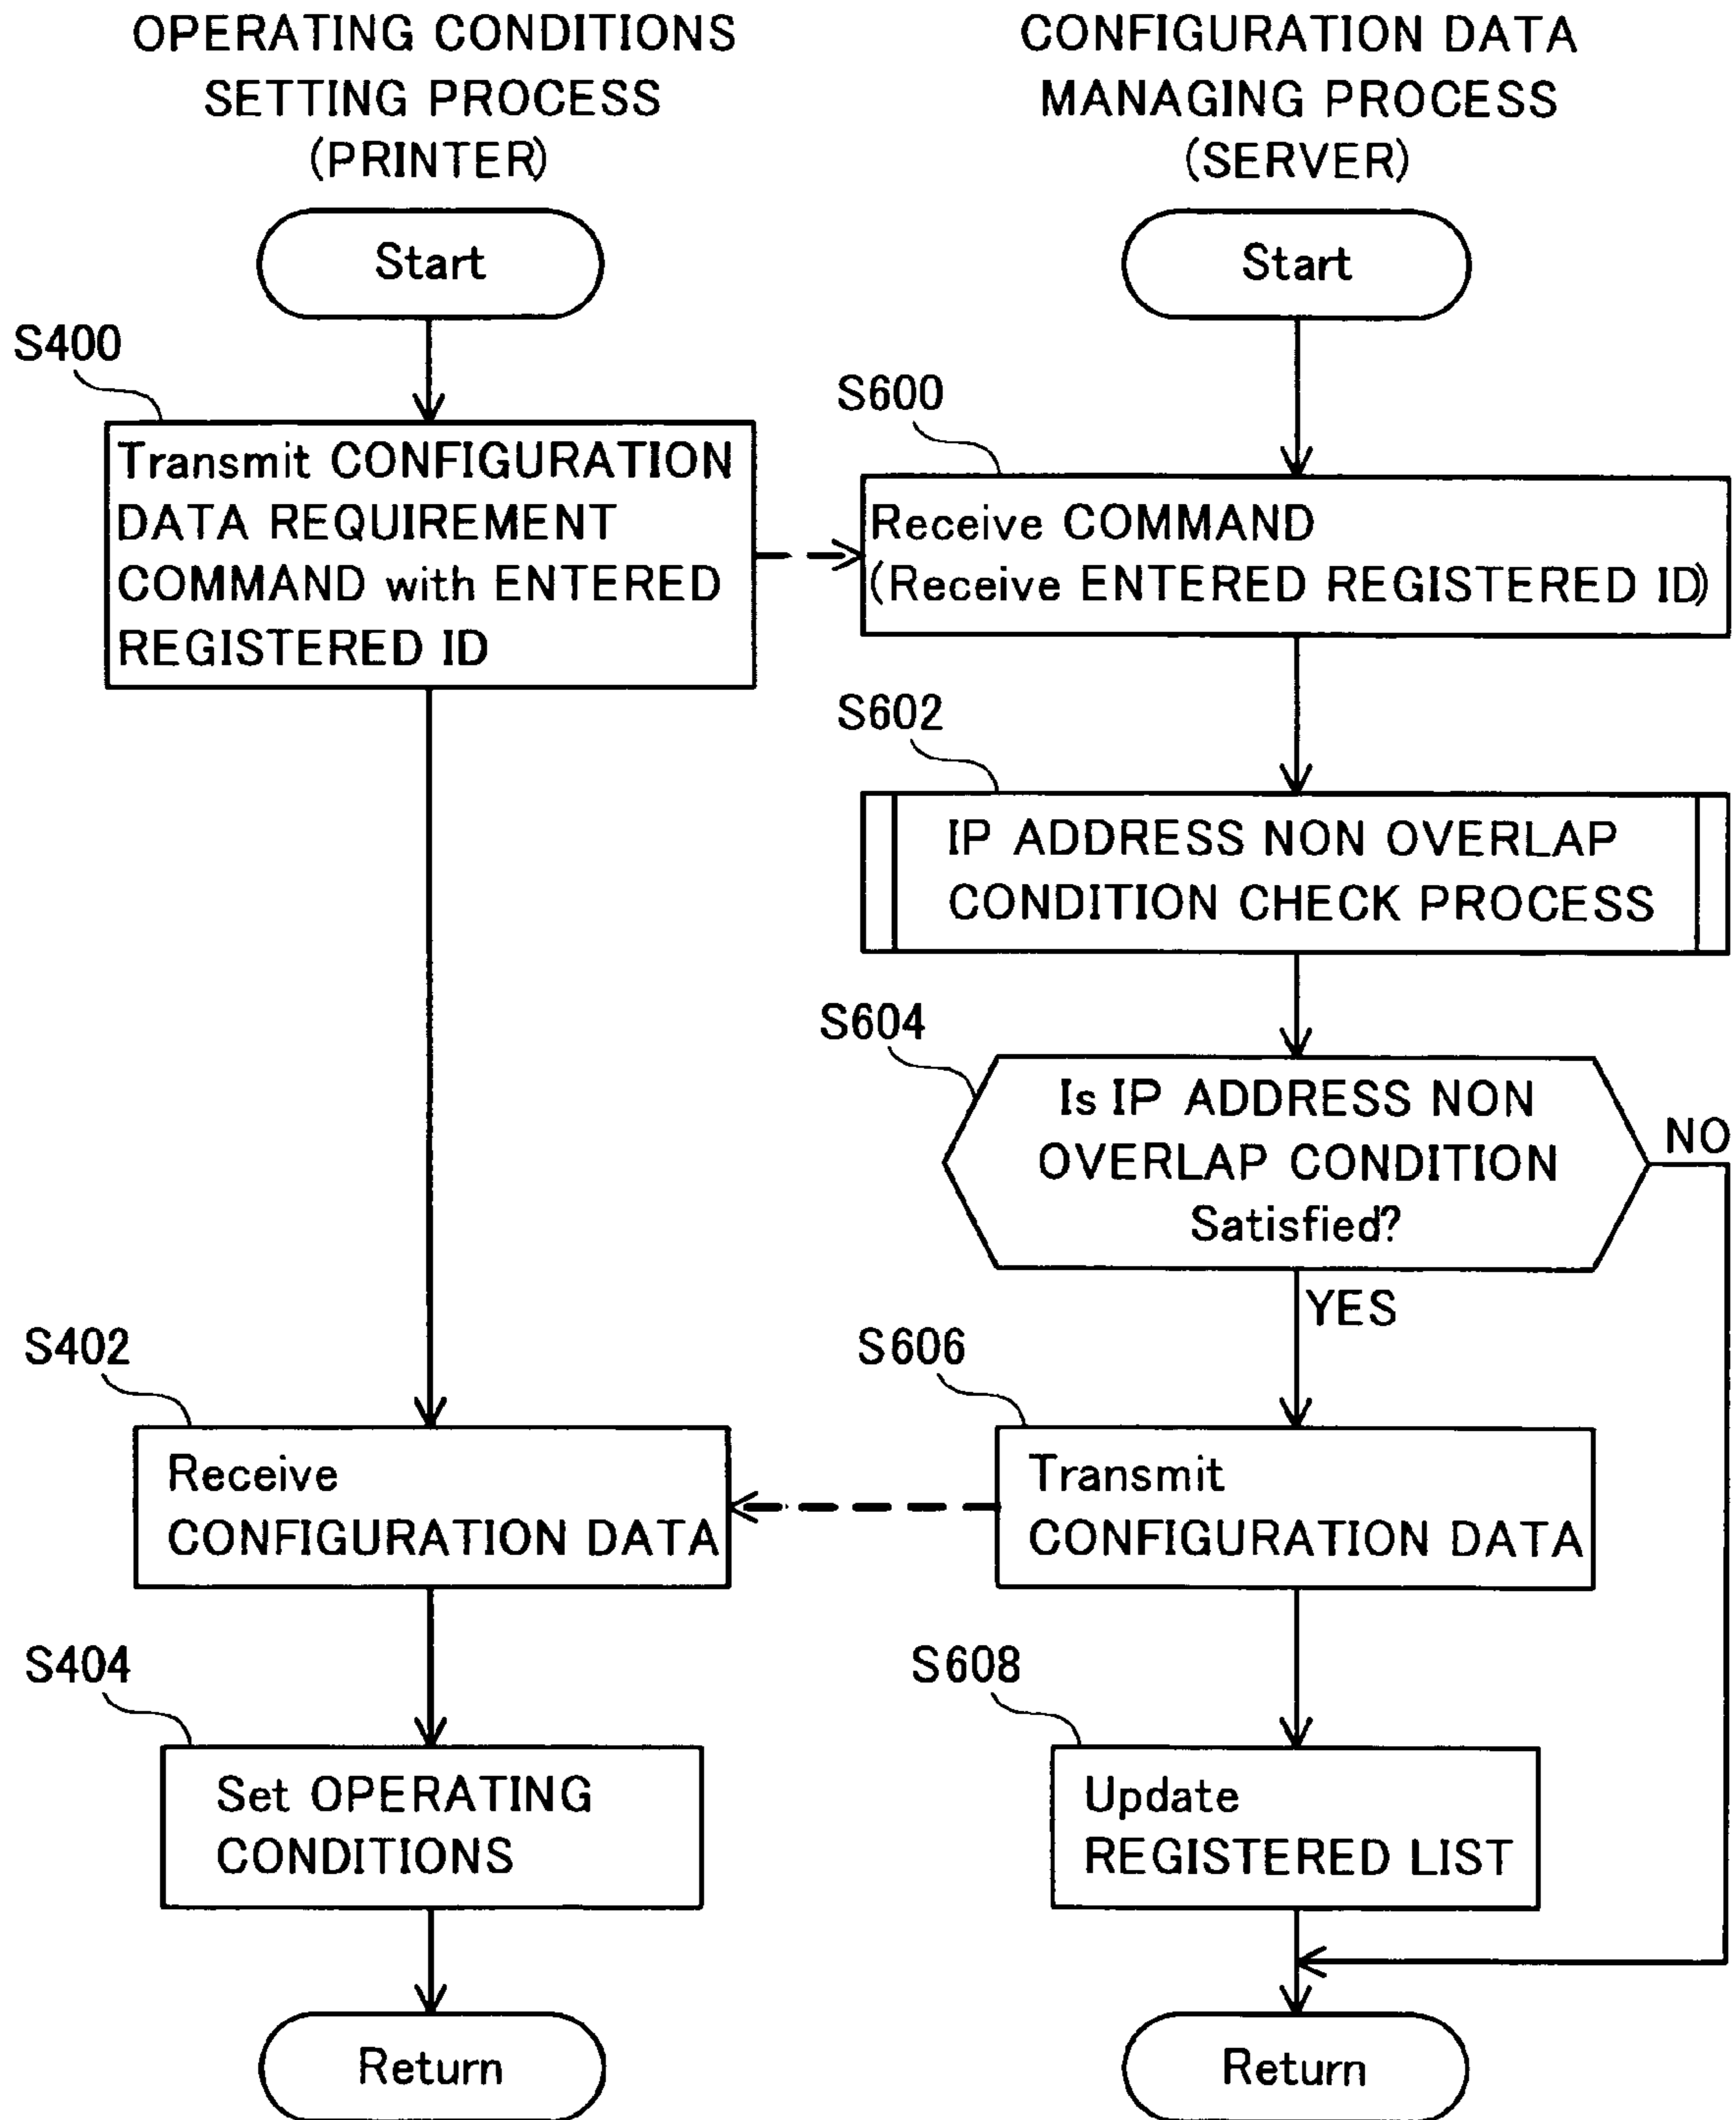 OPERATING CONDITIONS
SETTING PROCESS
(PRINTER)
Start
S400
Transmit CONFIGURATION
DATA REQUIREMENT
COMMAND with ENTERED
REGISTERED ID
S402
Receive
CONFIGURATION DATA
S404
Set OPERATING
CONDITIONS
Return
CONFIGURATION DATA
MANAGING PROCESS
(SERVER)
Start
S600
Receive COMMAND
(Receive ENTERED REGISTERED ID)
S602
IP ADDRESS NON OVERLAP
CONDITION CHECK PROCESS
S604
Is IP ADDRESS NON
OVERLAP CONDITION
Satisfied?
NO
YES
S606
Transmit
CONFIGURATION DATA
S608
Update
REGISTERED LIST
Return